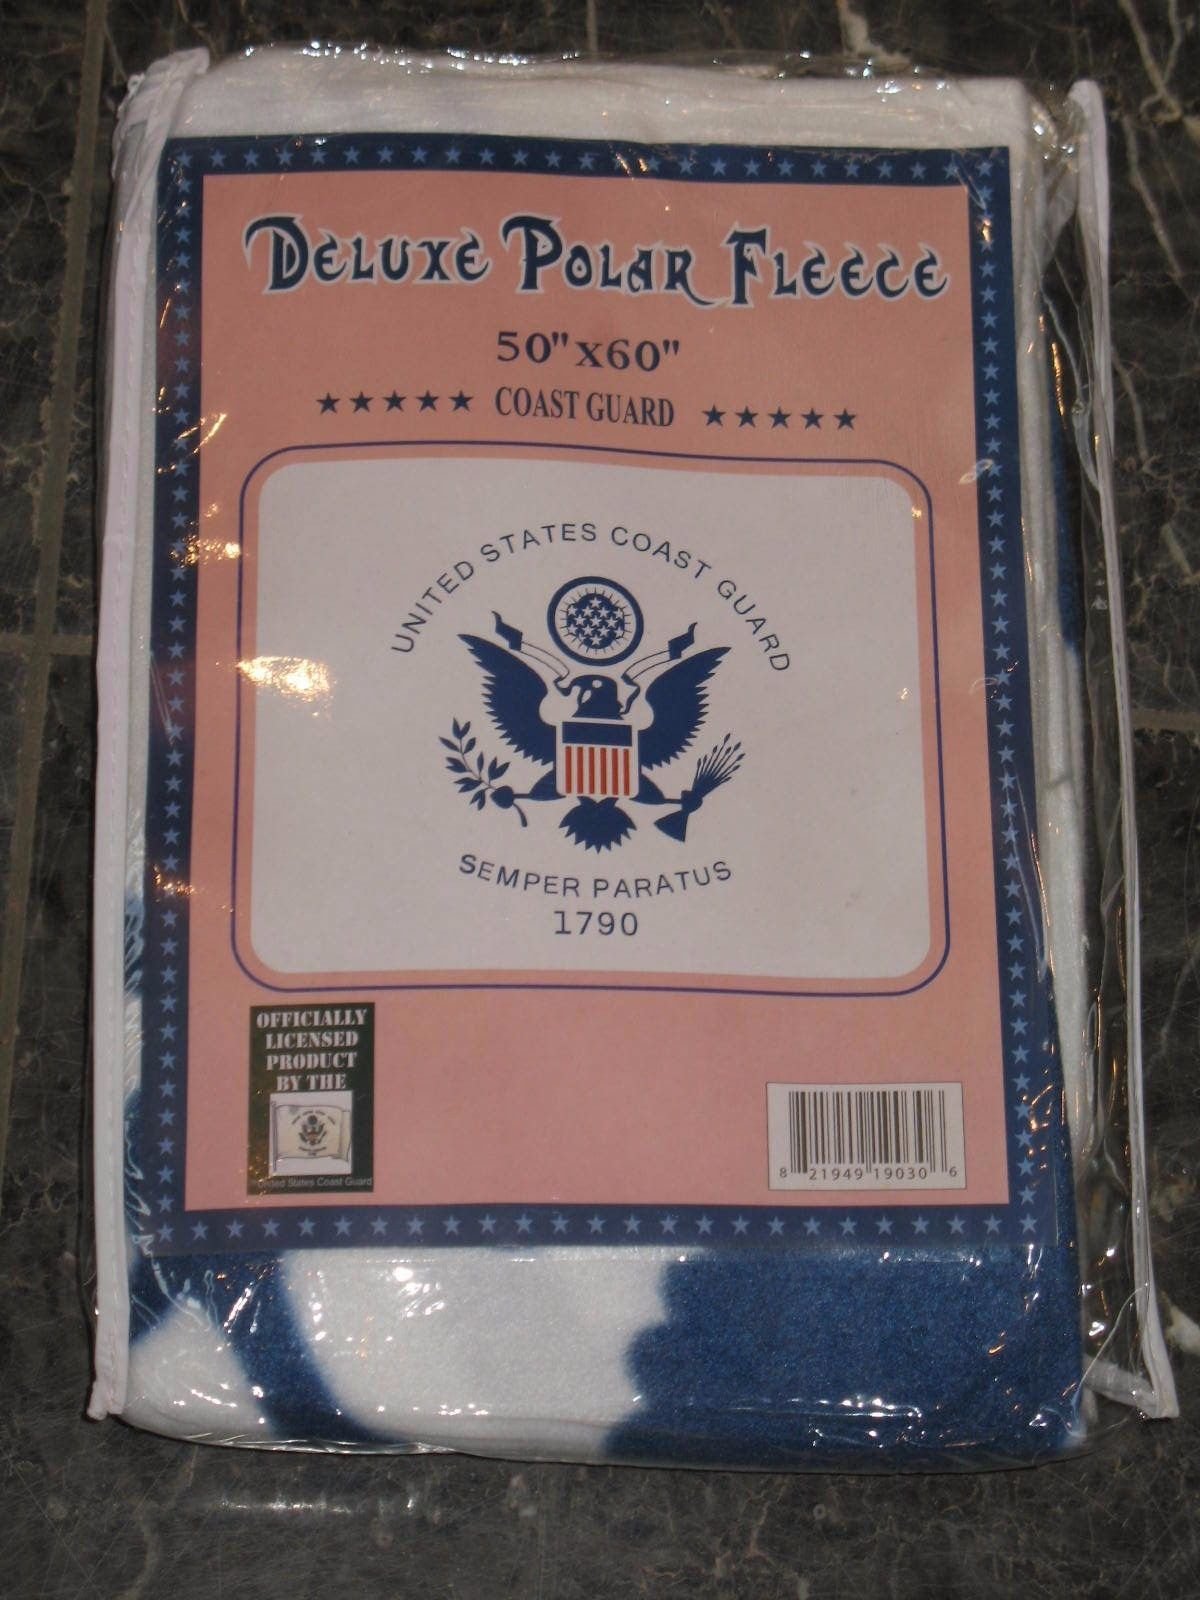 Deluxe Polar Fleece
50"x60"
COAST GUARD
UNITED STATES COAST GUARD
SEMPER PARATUS
1790
OFFICIALLY
LICENSED
PRODUCT
BY THE
United States Coast Guard
8 21949 19030 6